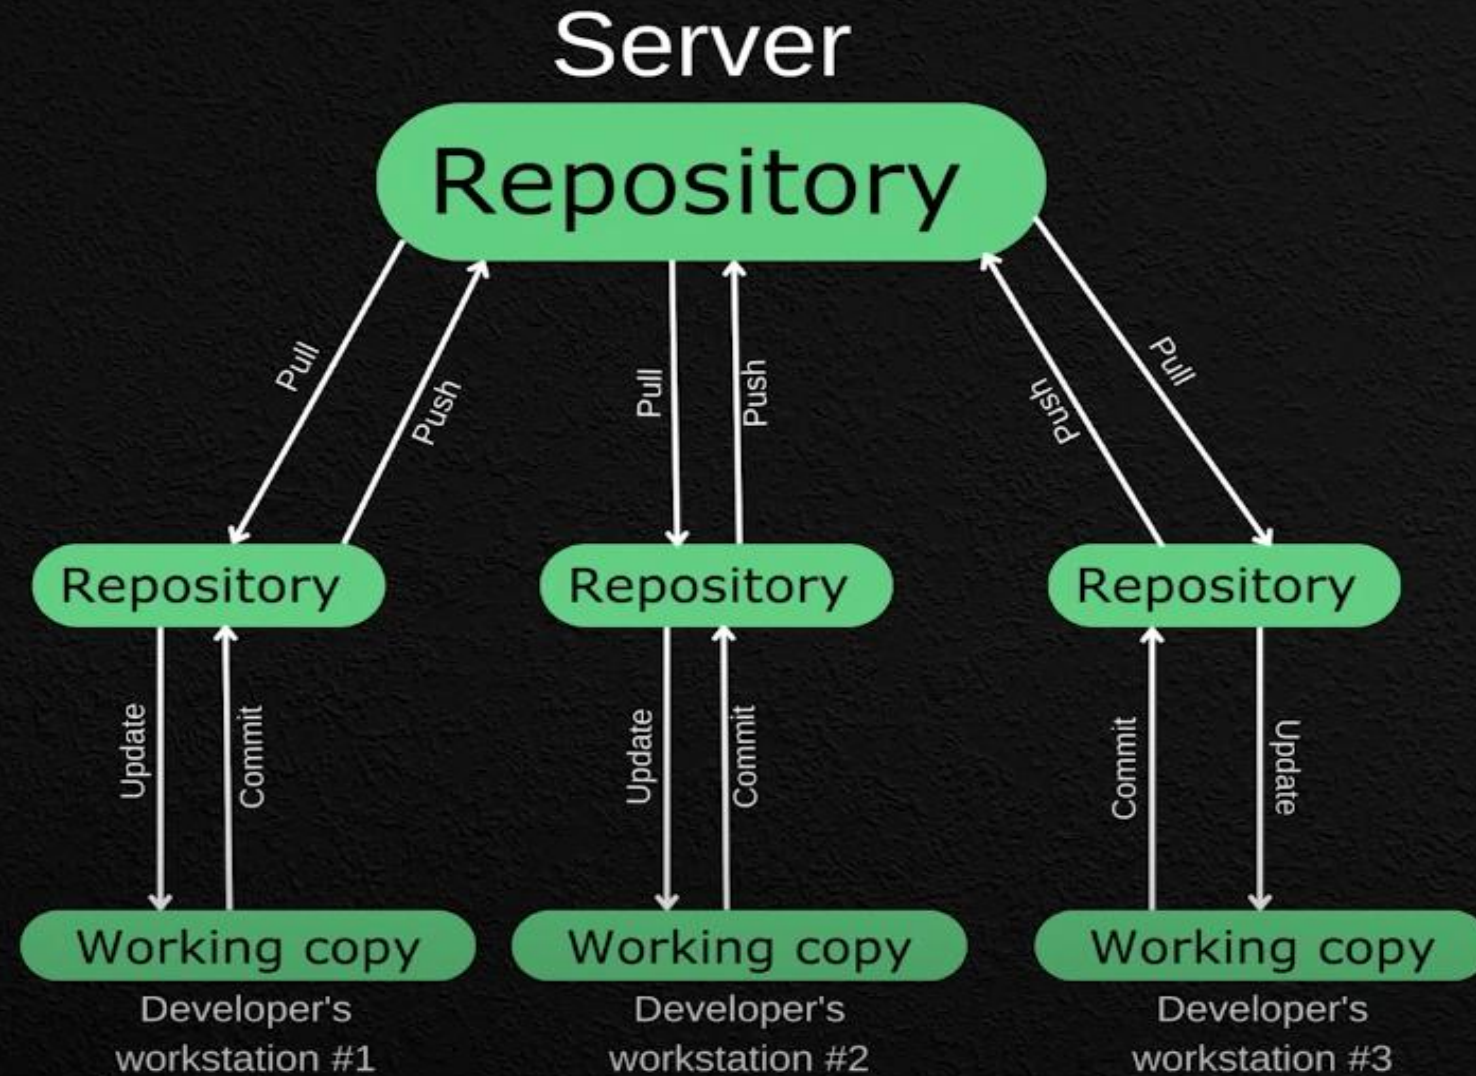 Server
Repository
Pull
Push
Pull
Push
Push
Pull
Repository
Repository
Repository
Update
Commit
Update
Commit
Commit
Update
Working copy
Working copy
Working copy
Developer's
workstation #1
Developer's
workstation #2
Developer's
workstation #3